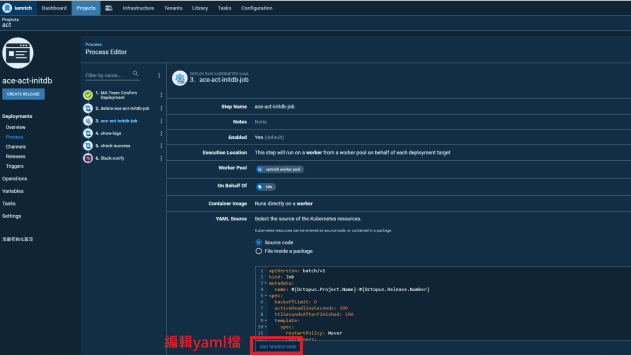 iamrich Dashboard Projects Infrastructure Tenants Library Tasks Configuration
Projects
act
ace-act-initdb
CREATE RELEASE
Deployments
Overview
Process
Channels
Releases
Triggers
Operations
Variables
Tasks
Settings
Process
Process Editor
Filter by name...
1. MA Team Confirm
Deployment
2. delete-ace-act-initdb-job
3. ace-act-initdb-job
4. show-logs
5. check-success
6. Slack-notify
DEPLOY RAW KUBERNETES YAML
3. ace-act-initdb-job
Step Name ace-act-initdb-job
Notes None
Enabled Yes (default)
Execution Location This step will run on a worker from a worker pool on behalf of each deployment target
Worker Pool iamrich worker pool
On Behalf Of k8s
Container Image Runs directly on a worker
YAML Source Select the source of the Kubernetes resources.
Kubernetes resources can be entered as source code, or contained in a package.
Source code
File inside a package
1 apiVersion: batch/v1
2 kind: Job
3 metadata:
4 name: #{Octopus.Project.Name}-#{Octopus.Release.Number}
5 spec:
6 backoffLimit: 0
7 activeDeadlineSeconds: 300
8 ttlSecondsAfterFinished: 100
9 template:
10 spec:
11 restartPolicy: Never
containers:
EDIT SOURCE CODE
編輯yaml檔